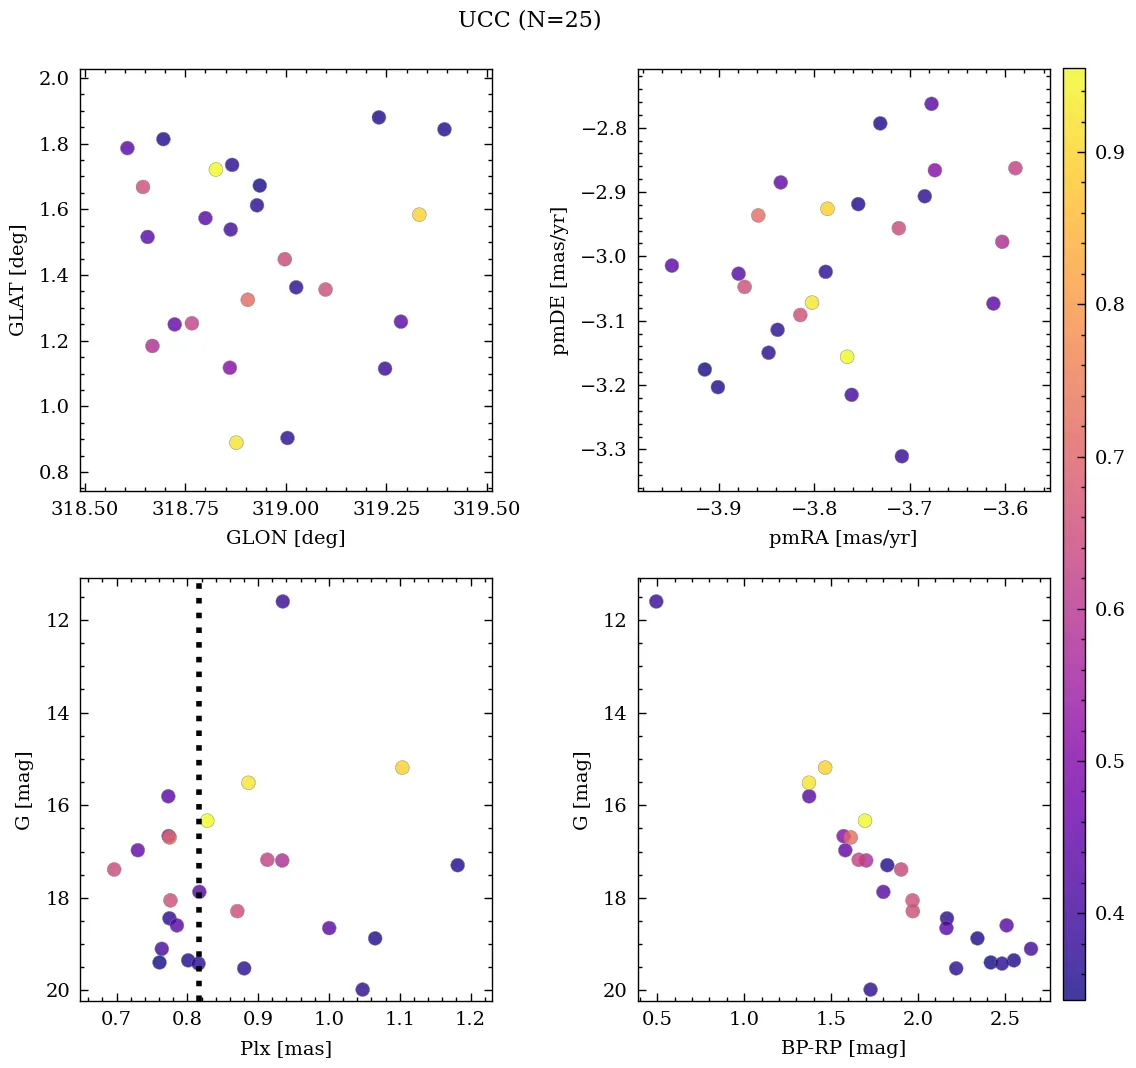 UCC (N=25)
2.0
1.8
1.6
1.4
1.2
1.0
0.8
GLAT [deg]
318.50 318.75 319.00 319.25 319.50
GLON [deg]
−2.8
−2.9
−3.0
−3.1
−3.2
−3.3
pmDE [mas/yr]
−3.9 −3.8 −3.7 −3.6
pmRA [mas/yr]
0.9
0.8
0.7
0.6
0.5
0.4
12
14
16
18
20
G [mag]
0.7 0.8 0.9 1.0 1.1 1.2
Plx [mas]
12
14
16
18
20
G [mag]
0.5 1.0 1.5 2.0 2.5
BP-RP [mag]